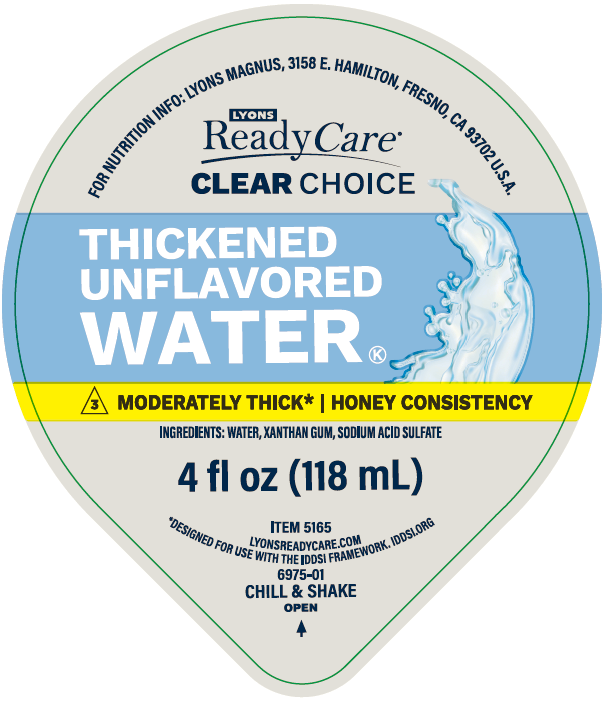 FOR NUTRITION INFO: LYONS MAGNUS, 3158 E. HAMILTON, FRESNO, CA 93702 U.S.A.
LYONS
ReadyCare®
CLEAR CHOICE
THICKENED
UNFLAVORED
WATER
K
3 MODERATELY THICK* | HONEY CONSISTENCY
INGREDIENTS: WATER, XANTHAN GUM, SODIUM ACID SULFATE
4 fl oz (118 mL)
ITEM 5165
LYONSREADYCARE.COM
*DESIGNED FOR USE WITH THE IDDSI FRAMEWORK. IDDSI.ORG
6975-01
CHILL & SHAKE
OPEN